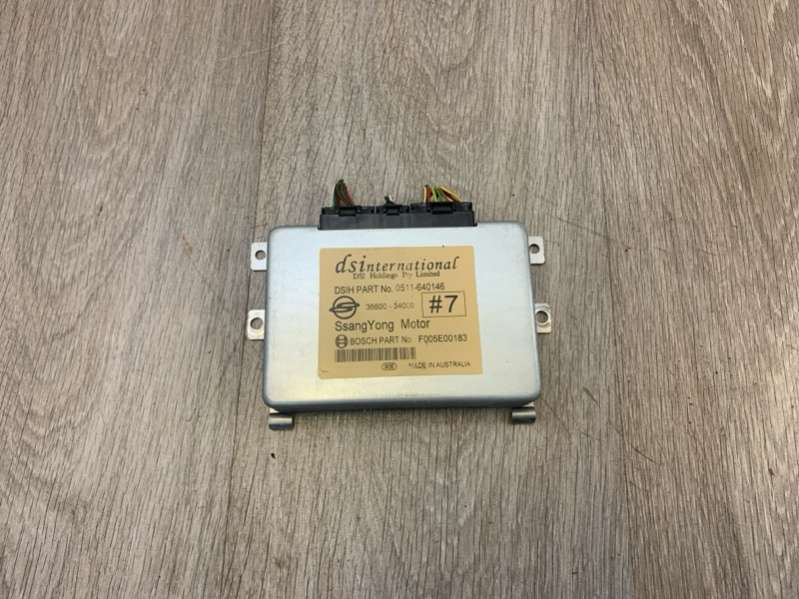 dsinternational
DSI Holdings Pty Limited
DSIH PART No. 0511-640146
36600 - 34000
#7
SsangYong Motor
BOSCH PART No F005E00183
MADE IN AUSTRALIA